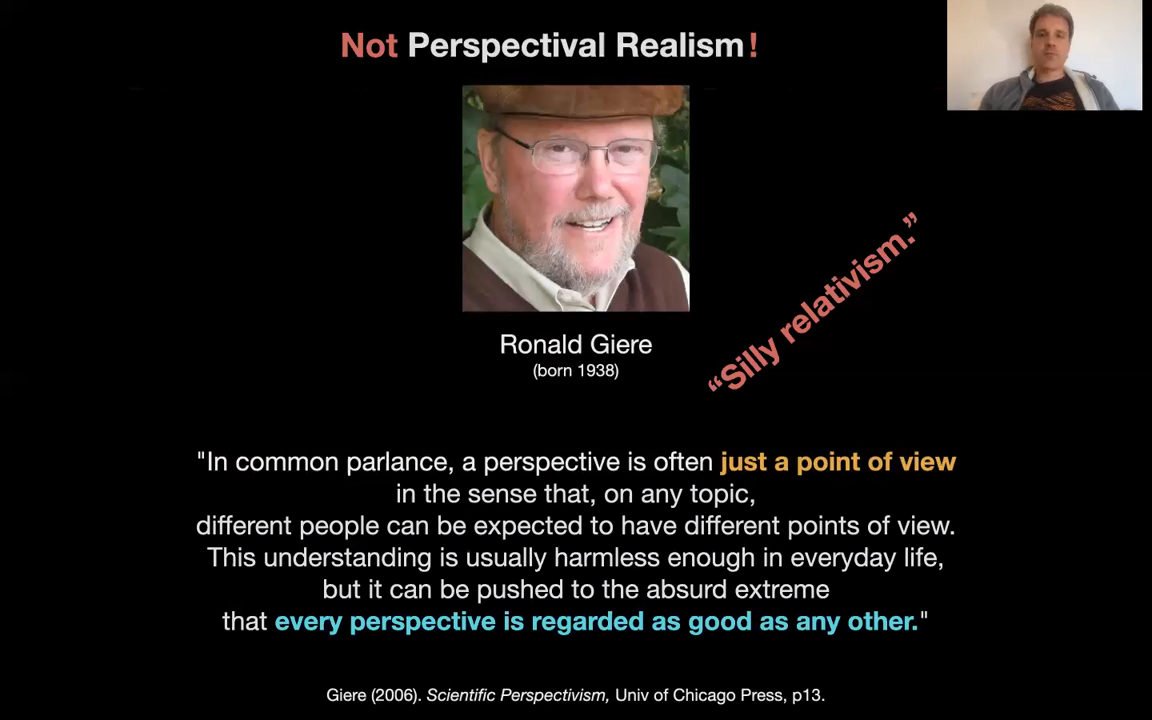 Not Perspectival Realism!
"Silly relativism."
Ronald Giere
(born 1938)
"In common parlance, a perspective is often just a point of view
in the sense that, on any topic,
different people can be expected to have different points of view.
This understanding is usually harmless enough in everyday life,
but it can be pushed to the absurd extreme
that every perspective is regarded as good as any other."
Giere (2006). Scientific Perspectivism, Univ of Chicago Press, p13.